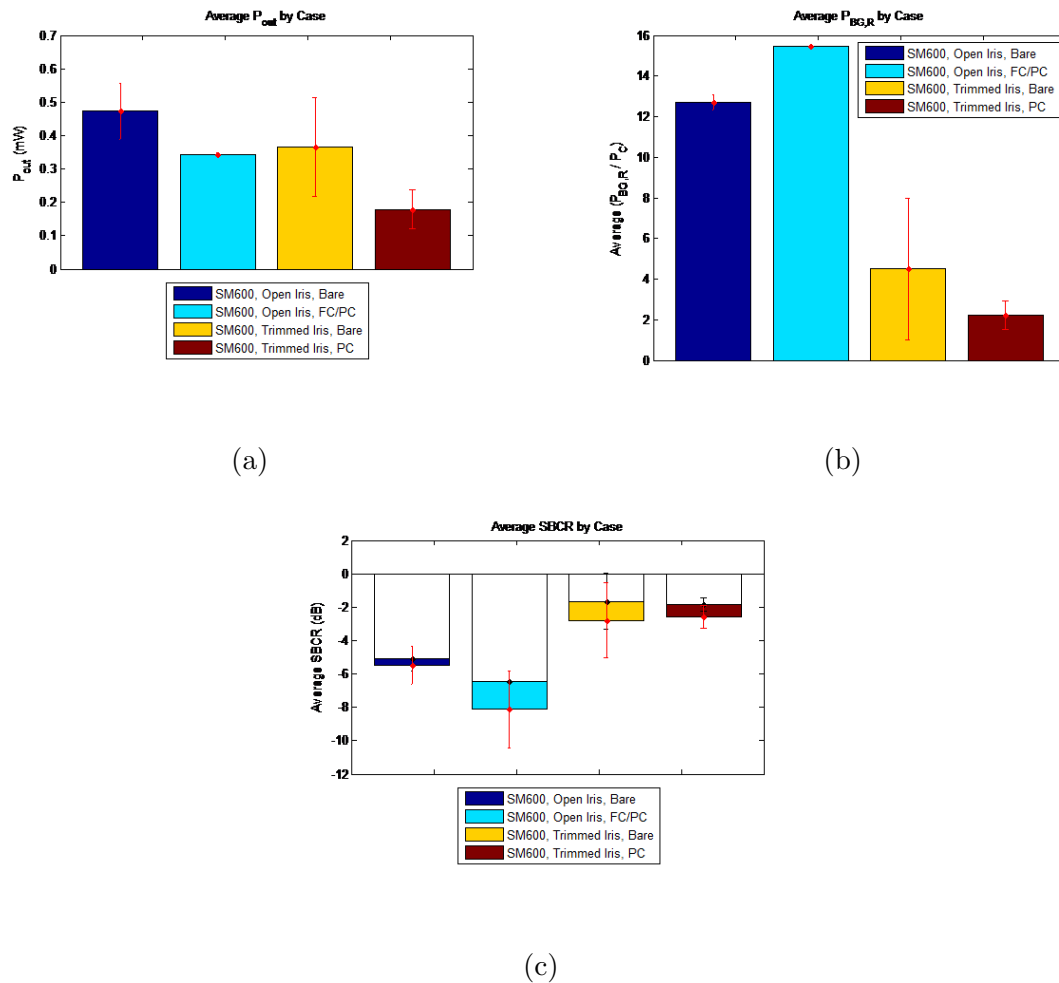 Average P_out by Case
0.7
0.6
0.5
0.4
0.3
0.2
0.1
0
P_out (mW)
SM600, Open Iris, Bare
SM600, Open Iris, FC/PC
SM600, Trimmed Iris, Bare
SM600, Trimmed Iris, PC
(a)
Average P_BG,R by Case
16
14
12
10
8
6
4
2
0
Average (P_BG,R / P_C)
SM600, Open Iris, Bare
SM600, Open Iris, FC/PC
SM600, Trimmed Iris, Bare
SM600, Trimmed Iris, PC
(b)
Average SBCR by Case
2
0
-2
-4
-6
-8
-10
-12
Average SBCR (dB)
SM600, Open Iris, Bare
SM600, Open Iris, FC/PC
SM600, Trimmed Iris, Bare
SM600, Trimmed Iris, PC
(c)